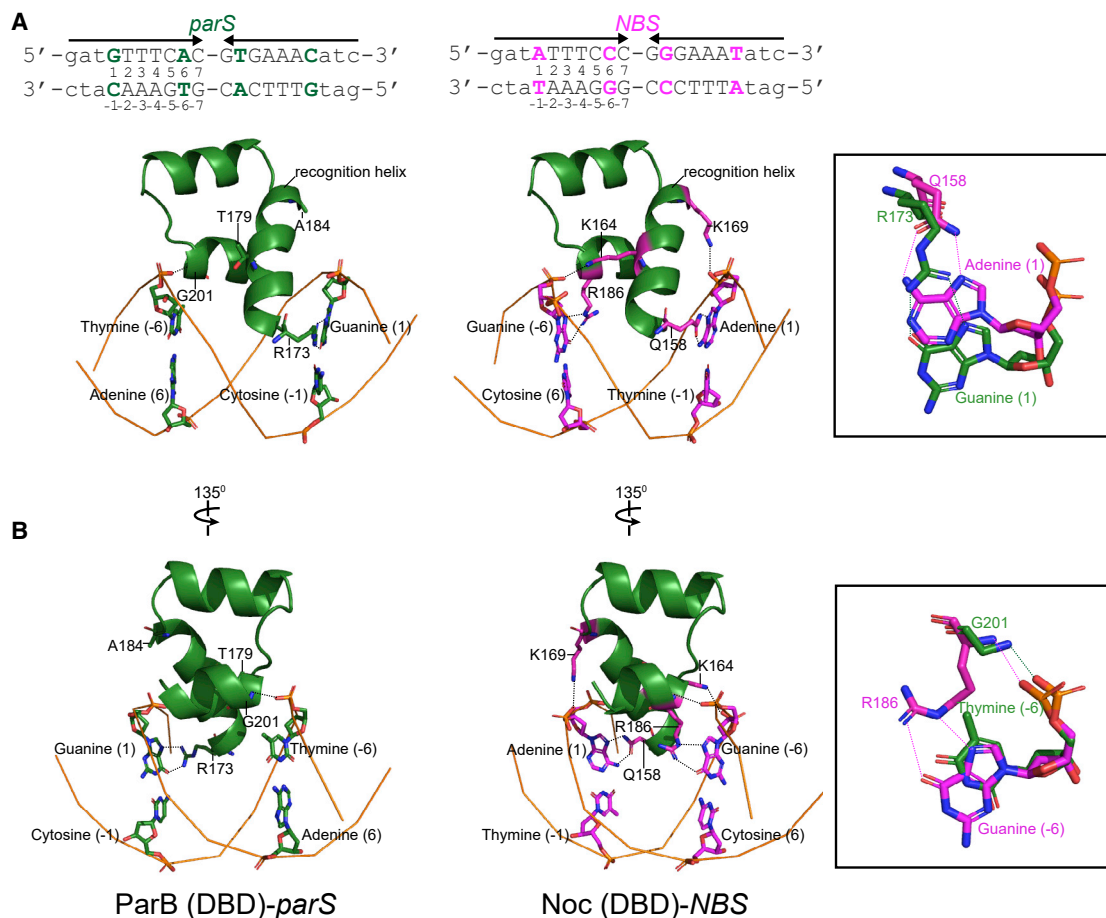 A
parS
NBS
5′-gatGTTTCAC-GTGAAACatc-3′
1 2 3 4 5 6 7
3′-ctaCAAAGTG-CACTTTGtag-5′
-1-2-3-4-5-6-7
5′-gatATTTCCC-GGGAAATatc-3′
1 2 3 4 5 6 7
3′-ctaTAAAGGG-CCCTTTAtag-5′
-1-2-3-4-5-6-7
recognition helix
T179
A184
G201
Thymine (-6)
Guanine (1)
R173
Adenine (6)
Cytosine (-1)
recognition helix
K164
K169
R186
Guanine (-6)
Q158
Adenine (1)
Cytosine (6)
Thymine (-1)
Q158
R173
Adenine (1)
Guanine (1)
135⁰
135⁰
B
A184
T179
G201
Guanine (1)
Thymine (-6)
R173
Cytosine (-1)
Adenine (6)
K169
K164
R186
Adenine (1)
Guanine (-6)
Q158
Thymine (-1)
Cytosine (6)
G201
R186
Thymine (-6)
Guanine (-6)
ParB (DBD)-parS
Noc (DBD)-NBS